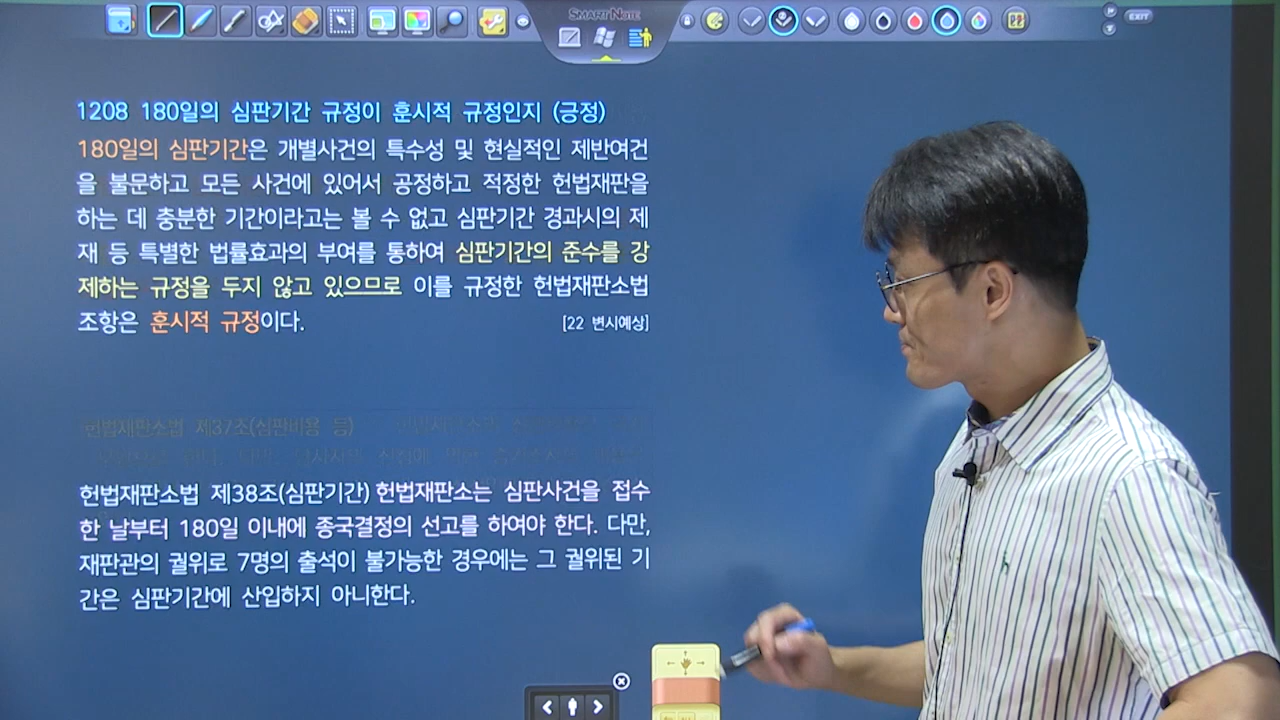 SMARTNOTE
EXIT
1208 180일의 심판기간 규정이 훈시적 규정인지 (긍정)
180일의 심판기간은 개별사건의 특수성 및 현실적인 제반여건
을 불문하고 모든 사건에 있어서 공정하고 적정한 헌법재판을
하는 데 충분한 기간이라고는 볼 수 없고 심판기간 경과시의 제
재 등 특별한 법률효과의 부여를 통하여 심판기간의 준수를 강
제하는 규정을 두지 않고 있으므로 이를 규정한 헌법재판소법
조항은 훈시적 규정이다.
[22 변시예상]
헌법재판소법 제37조(심판비용 등)
헌법재판소법 제38조(심판기간) 헌법재판소는 심판사건을 접수
한 날부터 180일 이내에 종국결정의 선고를 하여야 한다. 다만,
재판관의 궐위로 7명의 출석이 불가능한 경우에는 그 궐위된 기
간은 심판기간에 산입하지 아니한다.